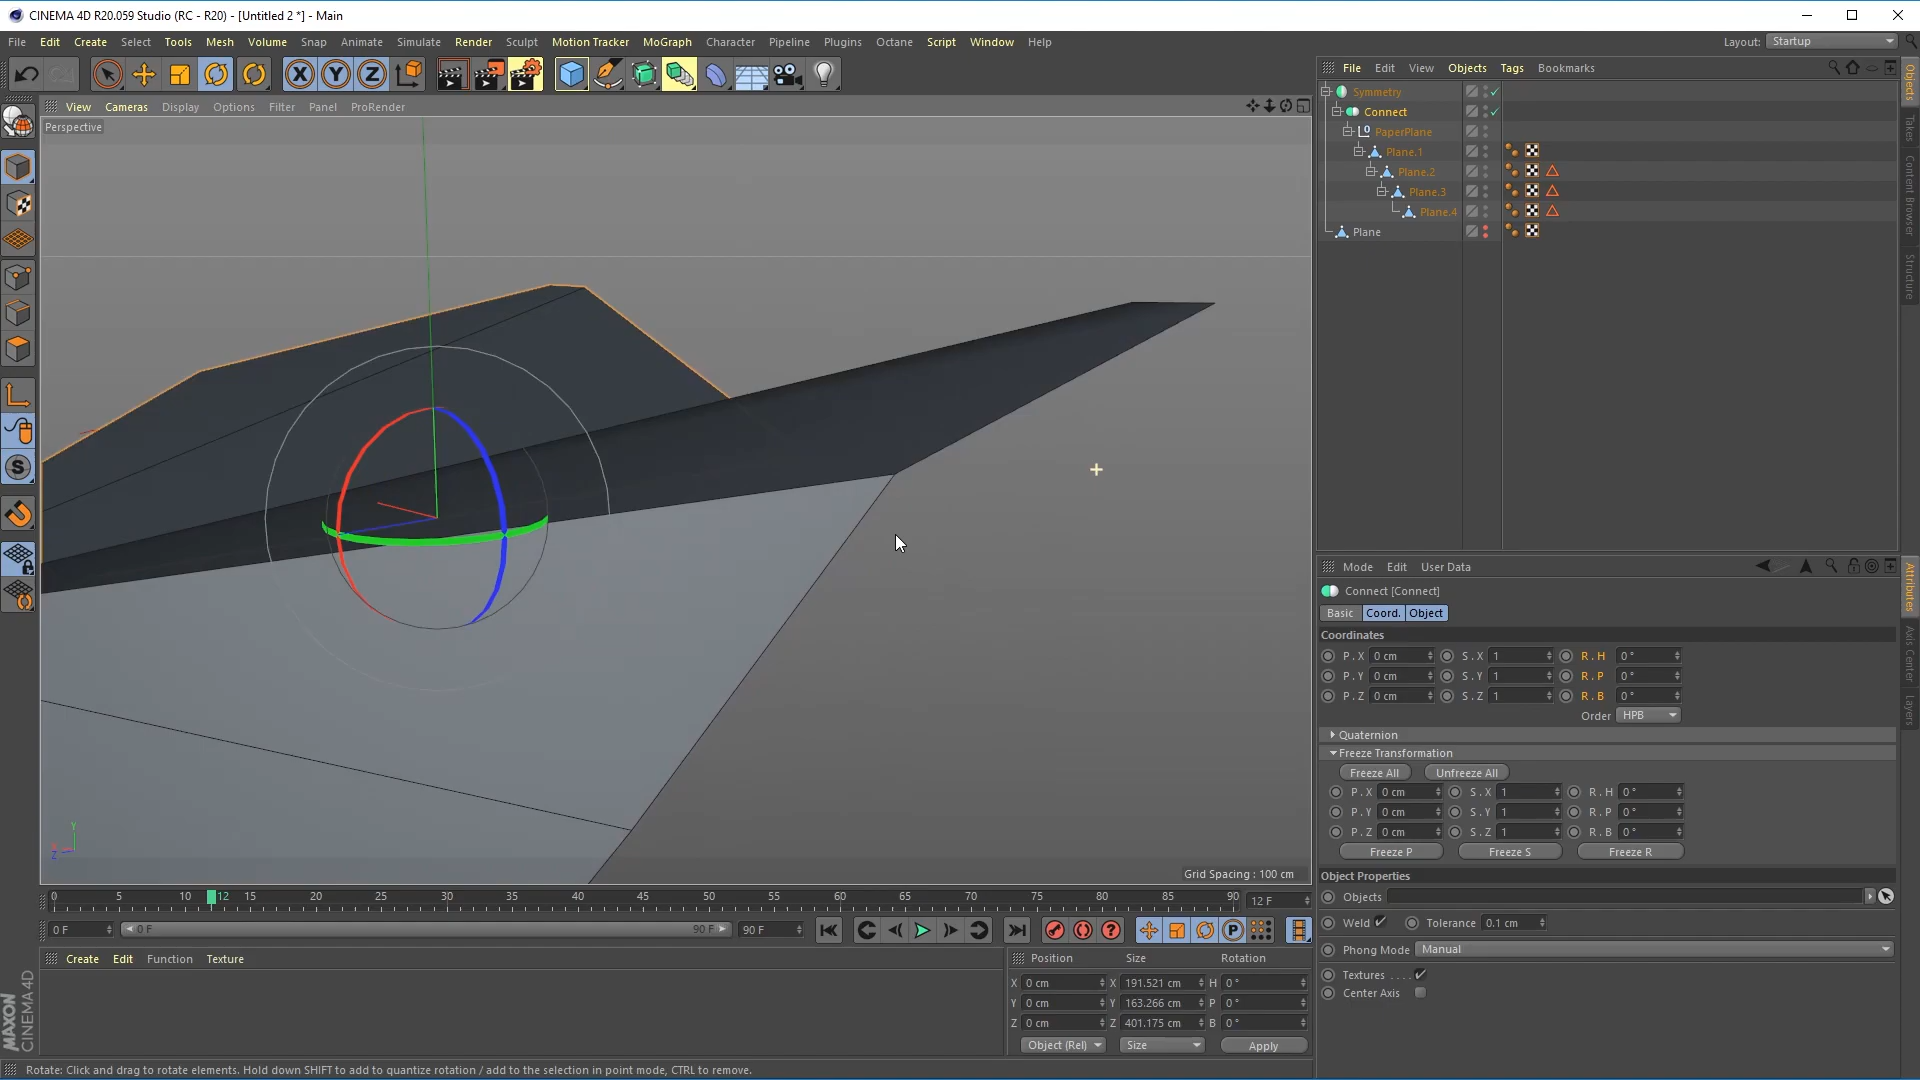 CINEMA 4D R20.059 Studio (RC - R20) - [Untitled 2 *] - Main
File Edit Create Select Tools Mesh Volume Snap Animate Simulate Render Sculpt Motion Tracker MoGraph Character Pipeline Plugins Octane Script Window Help Layout: Startup
File Edit View Objects Tags Bookmarks
View Cameras Display Options Filter Panel ProRender
Perspective
Symmetry
Connect
PaperPlane
Plane.1
Plane.2
Plane.3
Plane.4
Plane
Objects
Takes
Content Browser
Structure
Y
Z
Grid Spacing : 100 cm
Mode Edit User Data
Connect [Connect]
Basic Coord. Object
Coordinates
P . X 0 cm S . X 1 R . H 0 °
P . Y 0 cm S . Y 1 R . P 0 °
P . Z 0 cm S . Z 1 R . B 0 °
Order HPB
Quaternion
Freeze Transformation
Freeze All Unfreeze All
P . X 0 cm S . X 1 R . H 0 °
P . Y 0 cm S . Y 1 R . P 0 °
P . Z 0 cm S . Z 1 R . B 0 °
Freeze P Freeze S Freeze R
Object Properties
Objects
Weld Tolerance 0.1 cm
Phong Mode Manual
Textures . . . .
Center Axis
Attributes
Axis Center
Layers
0 5 10 12 15 20 25 30 35 40 45 50 55 60 65 70 75 80 85 90 12 F
0 F 0 F 90 F 90 F
Create Edit Function Texture
Position Size Rotation
X 0 cm X 191.521 cm H 0 °
Y 0 cm Y 163.266 cm P 0 °
Z 0 cm Z 401.175 cm B 0 °
Object (Rel) Size Apply
MAXON
CINEMA 4D
Rotate: Click and drag to rotate elements. Hold down SHIFT to add to quantize rotation / add to the selection in point mode, CTRL to remove.